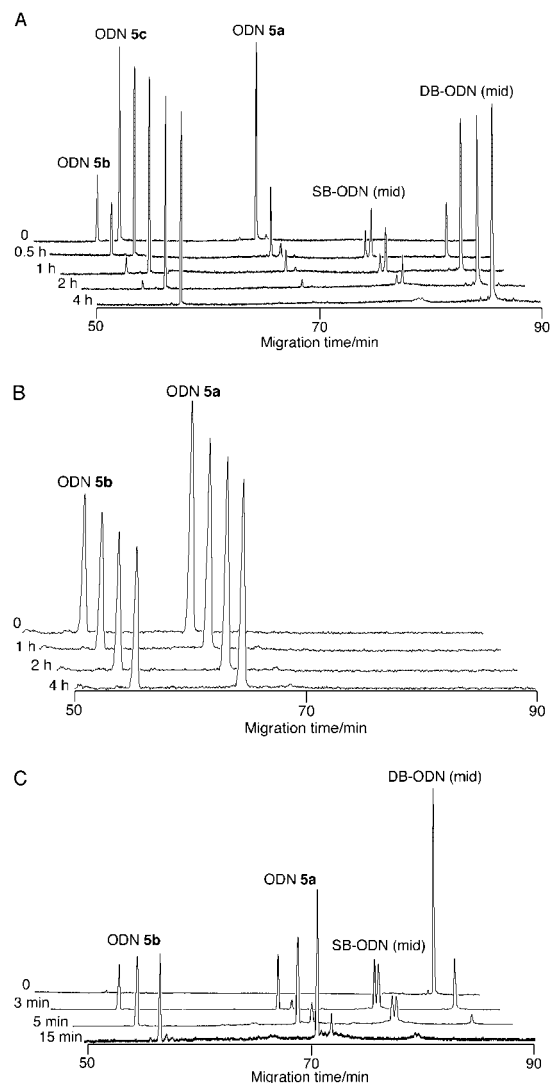 A
ODN 5c
ODN 5a
DB-ODN (mid)
ODN 5b
SB-ODN (mid)
0
0.5 h
1 h
2 h
4 h
50
70
90
Migration time/min
B
ODN 5a
ODN 5b
0
1 h
2 h
4 h
50
70
90
Migration time/min
C
DB-ODN (mid)
ODN 5a
ODN 5b
SB-ODN (mid)
0
3 min
5 min
15 min
50
70
90
Migration time/min